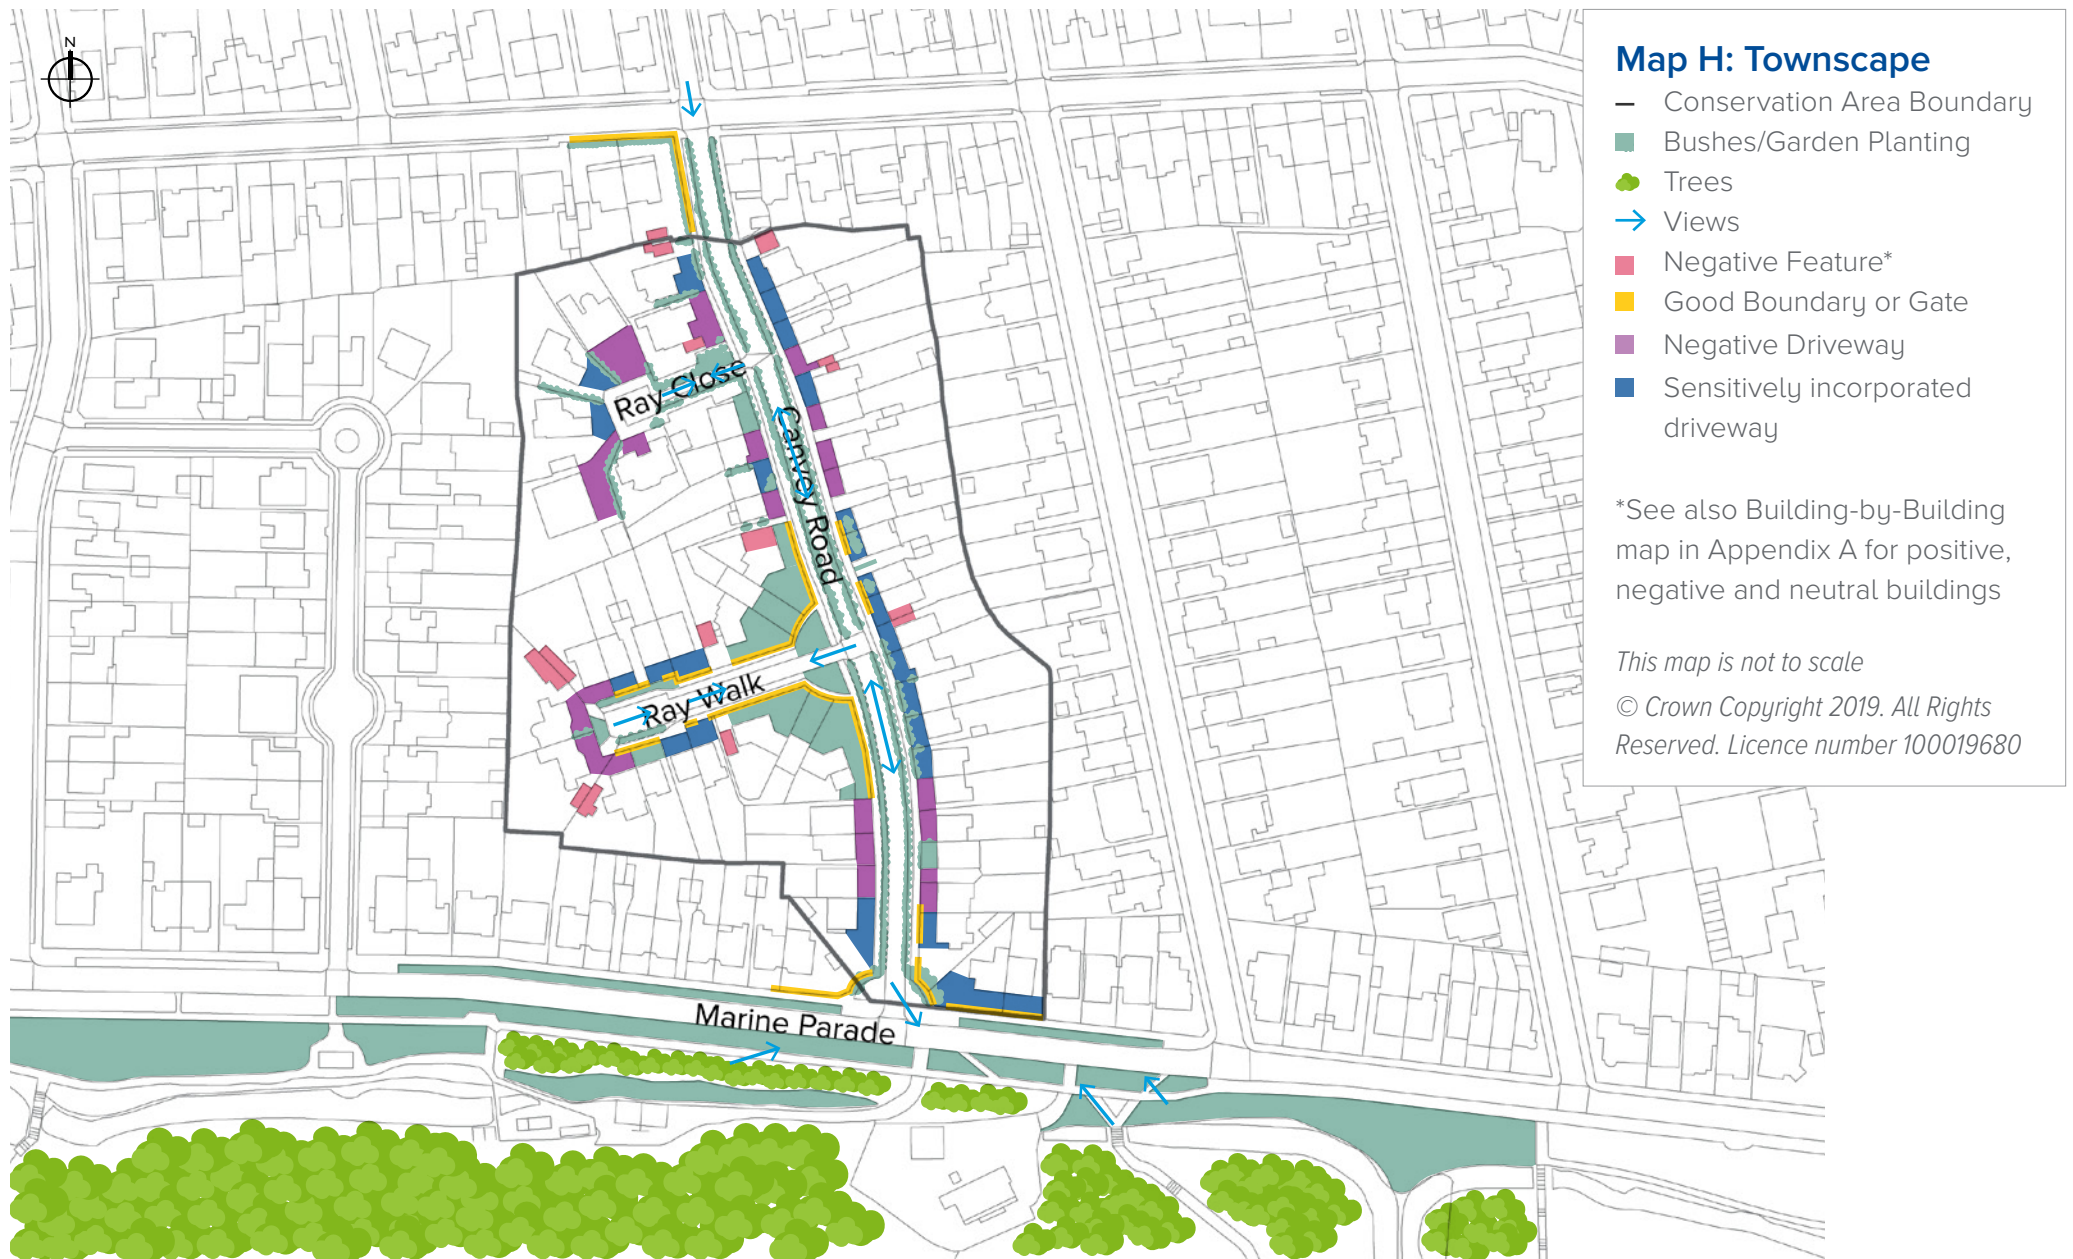 N
Ray Close
Canvey Road
Ray Walk
Marine Parade
Map H: Townscape
Conservation Area Boundary
Bushes/Garden Planting
Trees
Views
Negative Feature*
Good Boundary or Gate
Negative Driveway
Sensitively incorporated
driveway
*See also Building-by-Building
map in Appendix A for positive,
negative and neutral buildings
This map is not to scale
© Crown Copyright 2019. All Rights
Reserved. Licence number 100019680